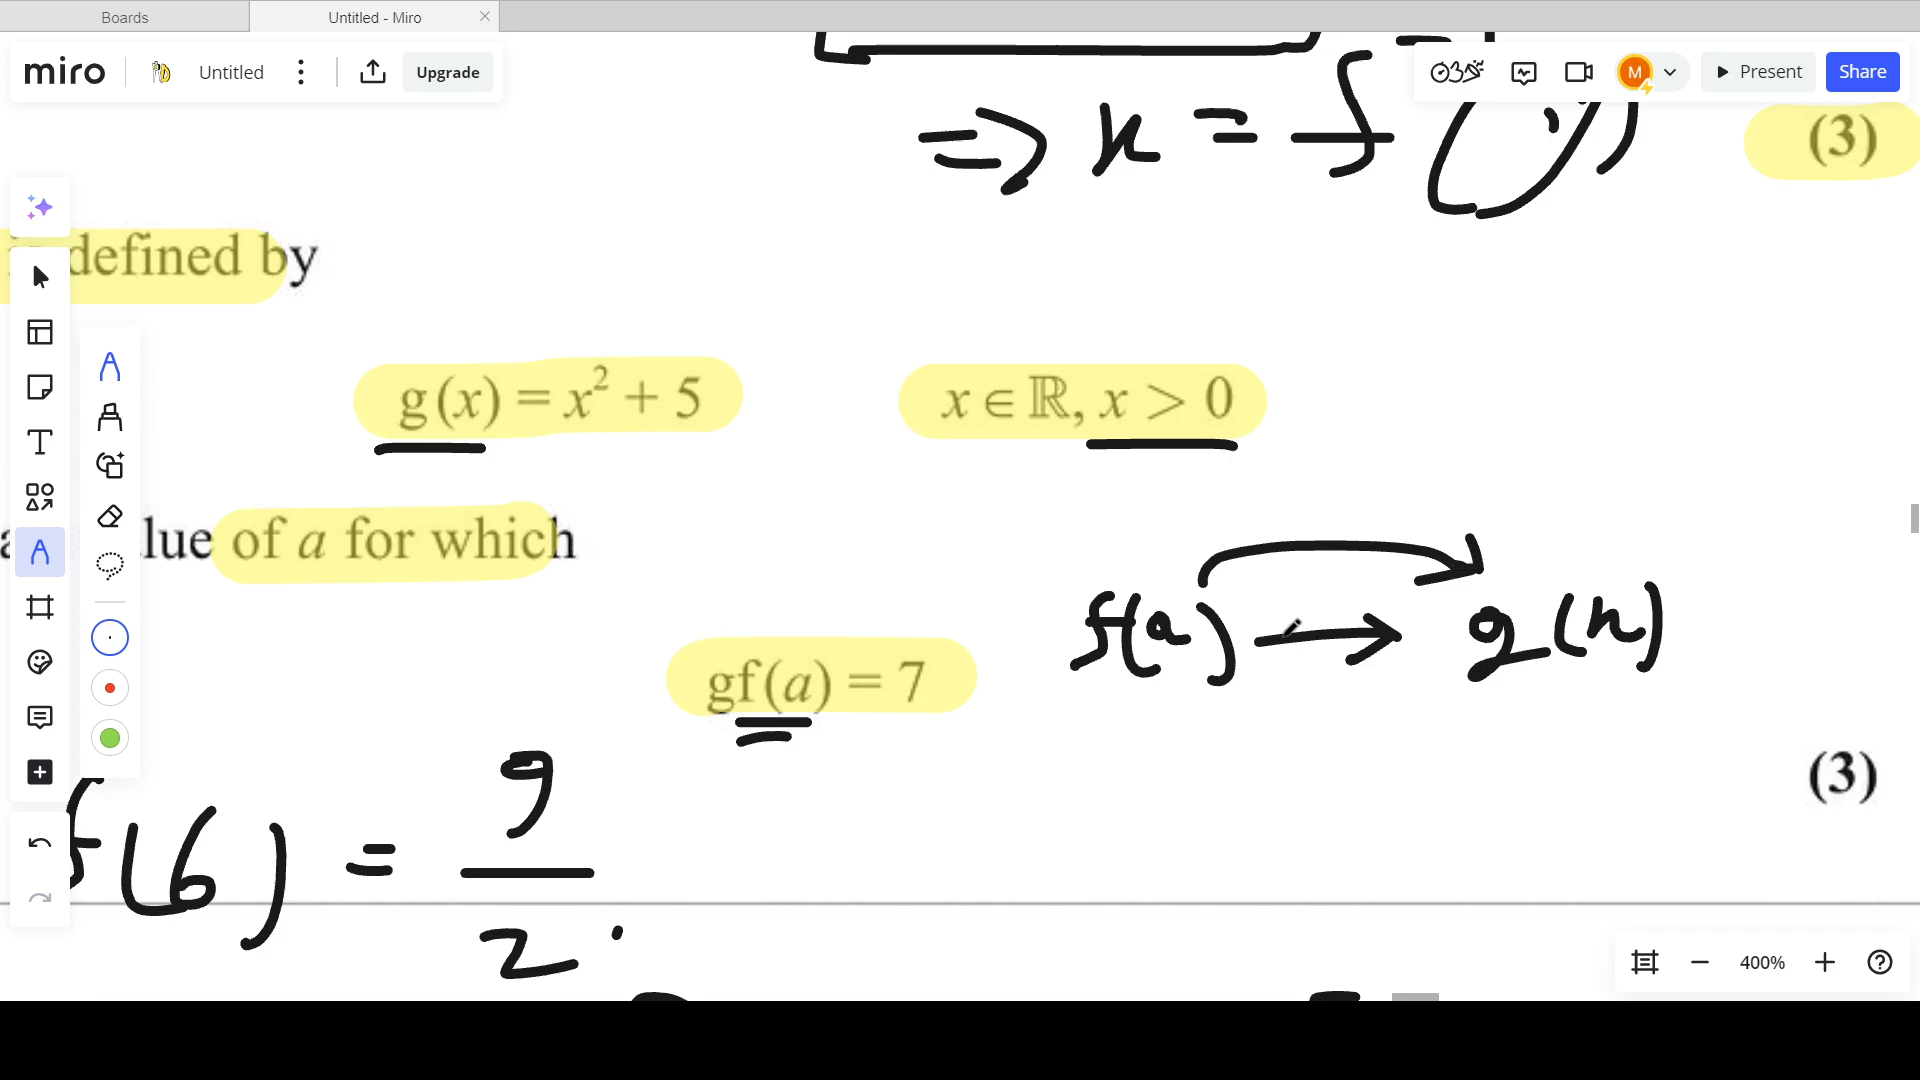 Boards
Untitled - Miro
miro
Untitled
Upgrade
M
Present
Share
=> x = f(y)
(3)
defined by
g(x) = x² + 5
x ∈ ℝ, x > 0
lue of a for which
f(a) → g(x)
gf(a) = 7
(3)
f(6) = 9/2
400%